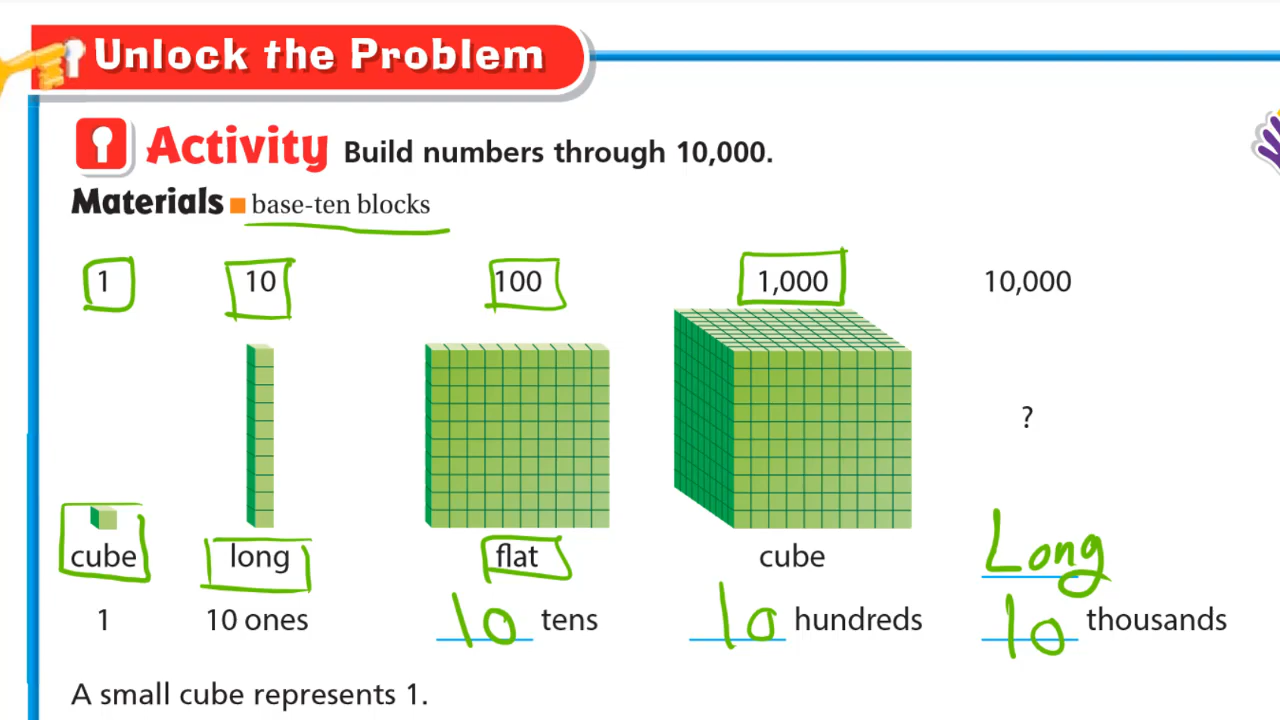 Unlock the Problem
Activity Build numbers through 10,000.
Materials ■ base-ten blocks
1 10 100 1,000 10,000
?
cube long flat cube Long
1 10 ones 10 tens 10 hundreds 10 thousands
A small cube represents 1.